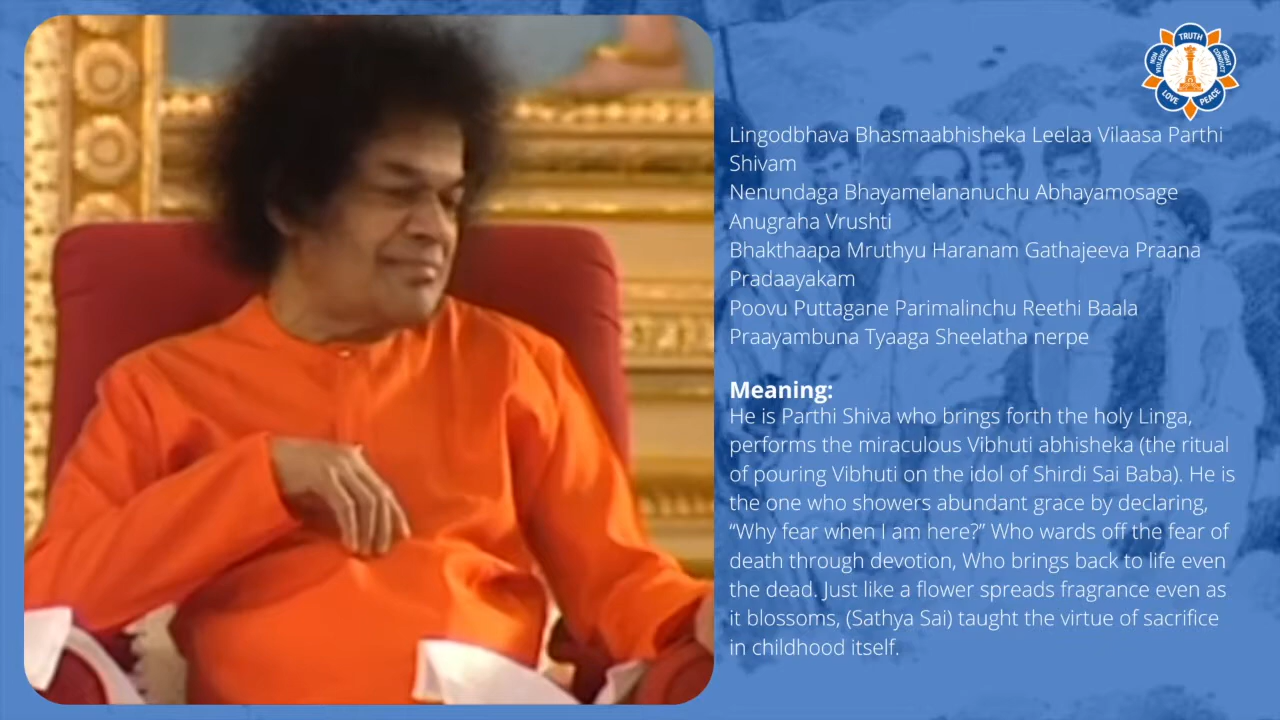 TRUTH
RIGHT
CONDUCT
PEACE
LOVE
NON
VIOLENCE
Lingodbhava Bhasmaabhisheka Leelaa Vilaasa Parthi
Shivam
Nenundaga Bhayamelananuchu Abhayamosage
Anugraha Vrushti
Bhakthaapa Mruthyu Haranam Gathajeeva Praana
Pradaayakam
Poovu Puttagane Parimalinchu Reethi Baala
Praayambuna Tyaaga Sheelatha nerpe
Meaning:
He is Parthi Shiva who brings forth the holy Linga,
performs the miraculous Vibhuti abhisheka (the ritual
of pouring Vibhuti on the idol of Shirdi Sai Baba). He is
the one who showers abundant grace by declaring,
“Why fear when I am here?” Who wards off the fear of
death through devotion, Who brings back to life even
the dead. Just like a flower spreads fragrance even as
it blossoms, (Sathya Sai) taught the virtue of sacrifice
in childhood itself.